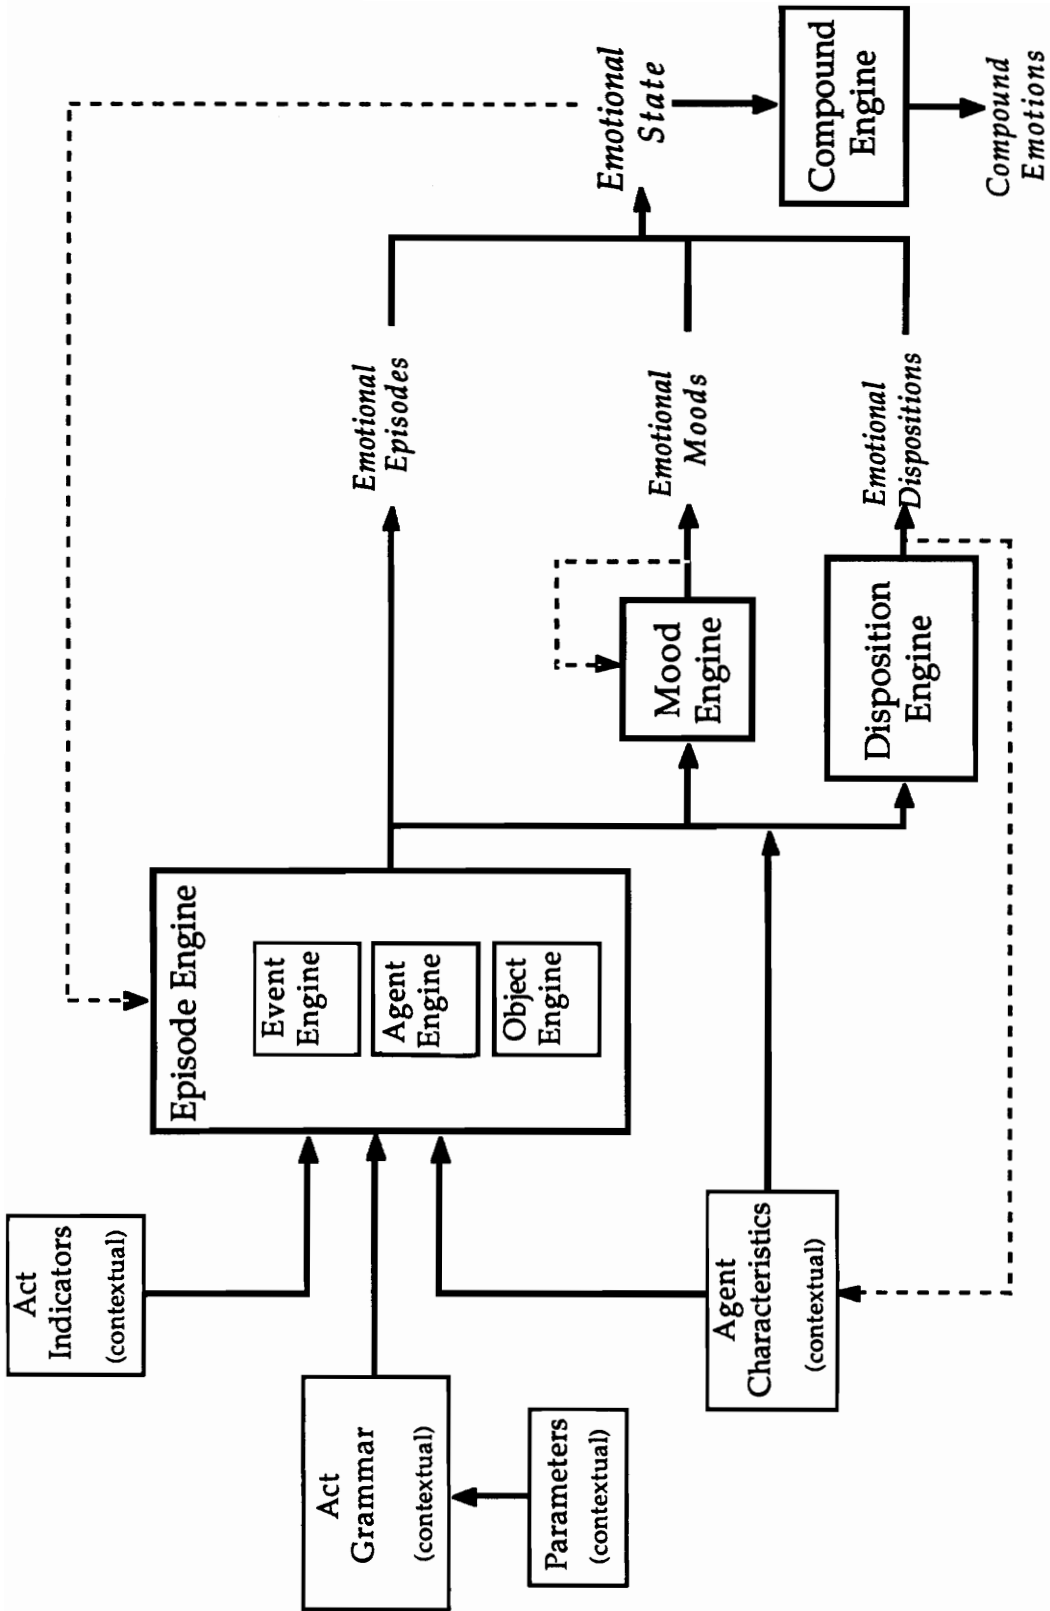 Act
Indicators
(contextual)
Act
Grammar
(contextual)
Parameters
(contextual)
Agent
Characteristics
(contextual)
Episode Engine
Event
Engine
Agent
Engine
Object
Engine
Mood
Engine
Disposition
Engine
Emotional
Episodes
Emotional
Moods
Emotional
Dispositions
Emotional
State
Compound
Engine
Compound
Emotions